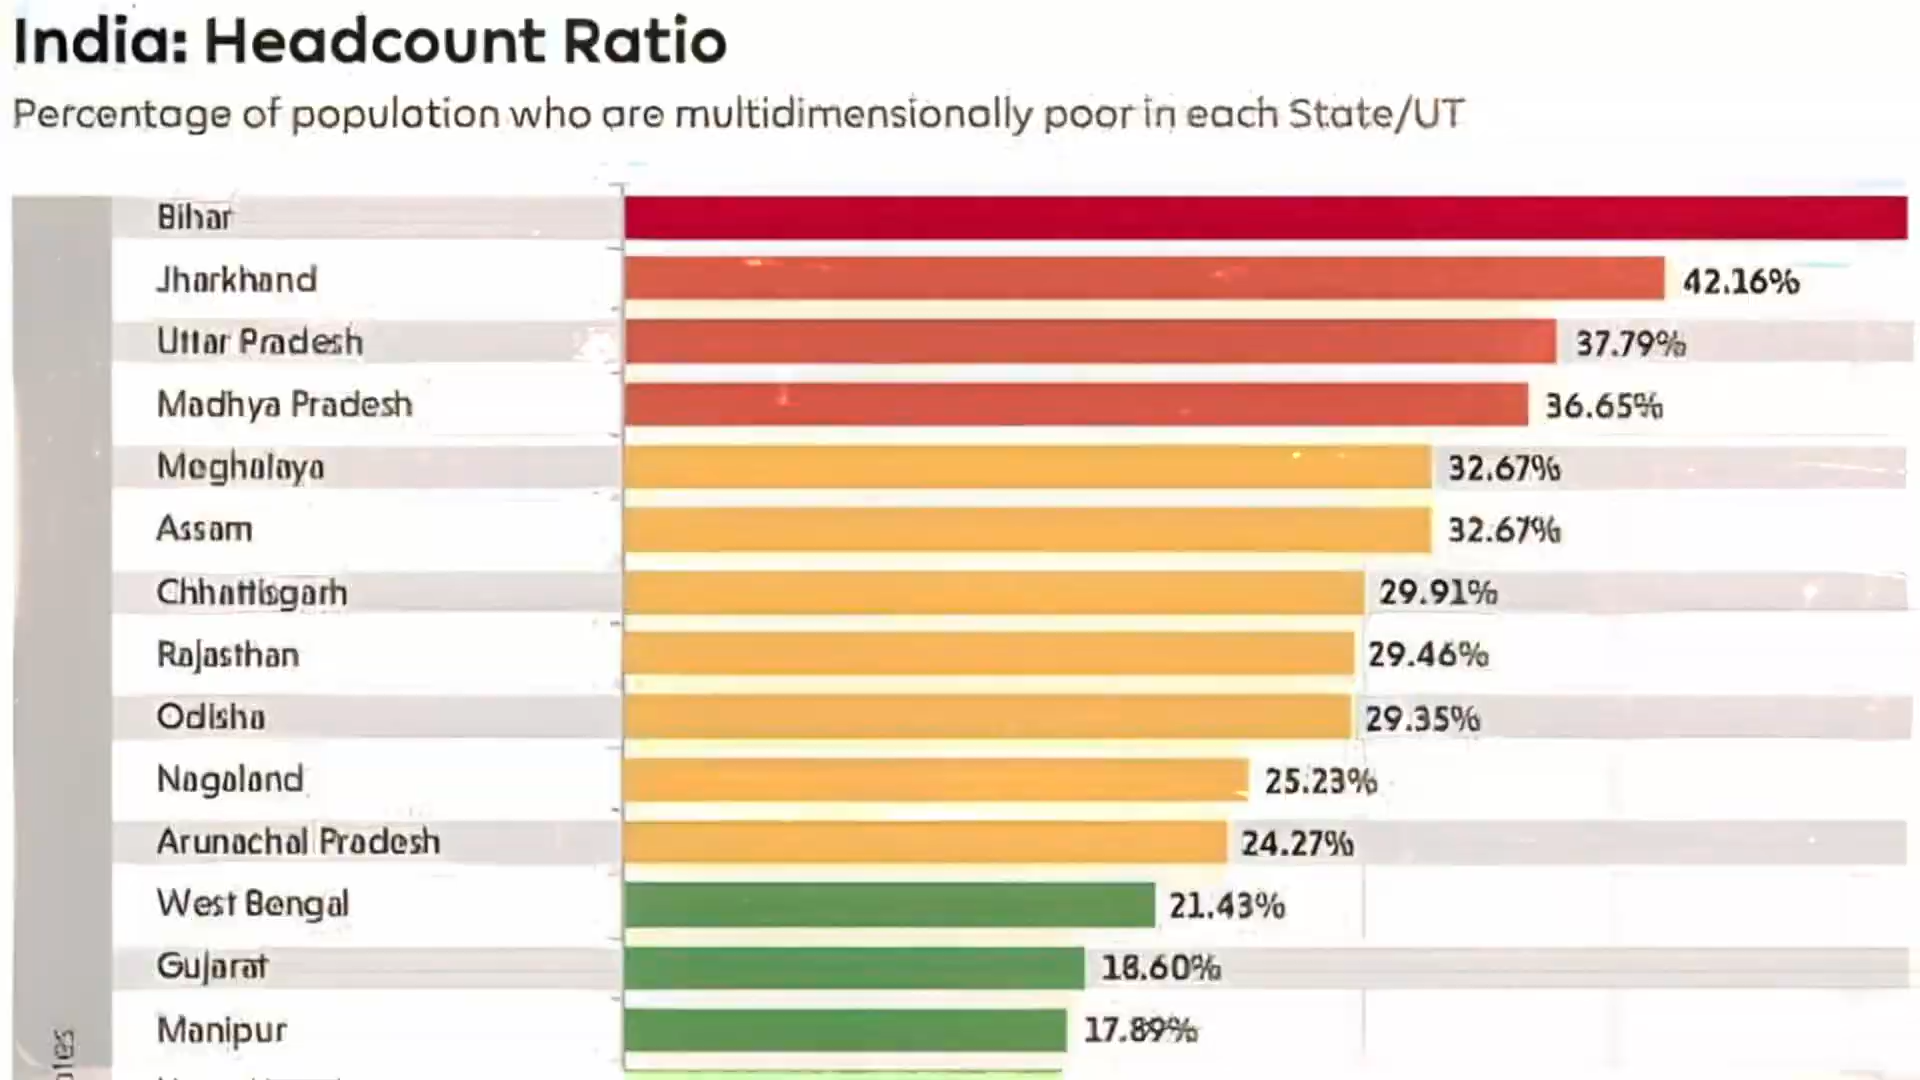 India: Headcount Ratio
Percentage of population who are multidimensionally poor in each State/UT
Bihar
Jharkhand 42.16%
Uttar Pradesh 37.79%
Madhya Pradesh 36.65%
Meghalaya 32.67%
Assam 32.67%
Chhattisgarh 29.91%
Rajasthan 29.46%
Odisha 29.35%
Nagaland 25.23%
Arunachal Pradesh 24.27%
West Bengal 21.43%
Gujarat 18.60%
Manipur 17.89%